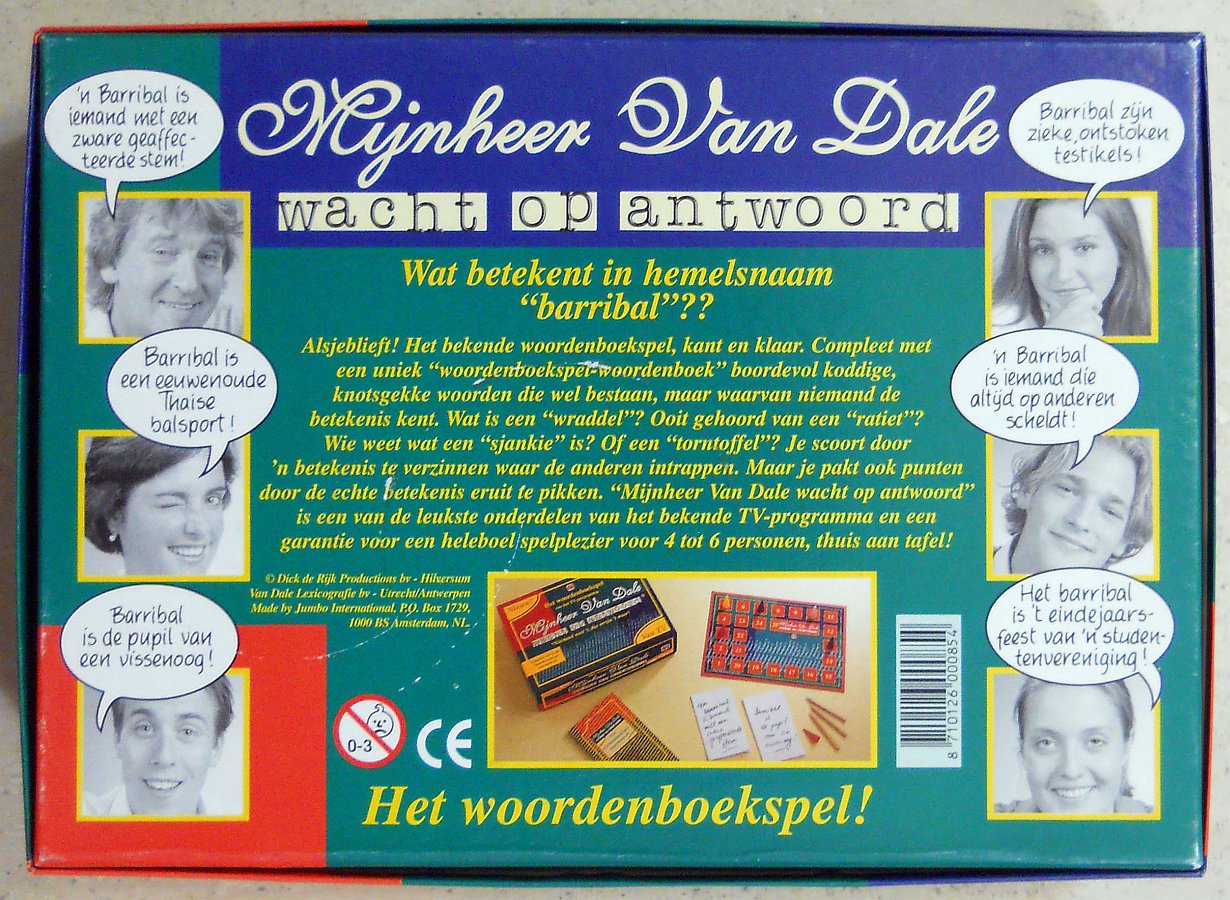 Mijnheer Van Dale
wacht op antwoord
'n Barribal is
iemand met een
zware geaffec-
teerde stem!
Barribal zijn
zieke, ontstoken
testikels!
Wat betekent in hemelsnaam
“barribal”??
Barribal is
een eeuwenoude
Thaise
balsport!
'n Barribal
is iemand die
altijd op anderen
scheldt!
Alsjeblieft! Het bekende woordenboekspel, kant en klaar. Compleet met
een uniek “woordenboekspel-woordenboek” boordevol koddige,
knotsgekke woorden die wel bestaan, maar waarvan niemand de
betekenis kent. Wat is een “wraddel”? Ooit gehoord van een “ratiet”?
Wie weet wat een “sjankie” is? Of een “torntoffel”? Je scoort door
'n betekenis te verzinnen waar de anderen intrappen. Maar je pakt ook punten
door de echte betekenis eruit te pikken. “Mijnheer Van Dale wacht op antwoord”
is een van de leukste onderdelen van het bekende TV-programma en een
garantie voor een heleboel spelplezier voor 4 tot 6 personen, thuis aan tafel!
Barribal
is de pupil van
een vissenoog!
Het barribal
is 't eindejaars-
feest van 'n studen-
tenvereniging!
© Dick de Rijk Productions bv - Hilversum
Van Dale Lexicografie bv - Utrecht/Antwerpen
Made by Jumbo International, P.O. Box 1729,
1000 BS Amsterdam, NL.
0-3
CE
Het woordenboekspel
Mijnheer Van Dale
Barribal
is de pupil
8 710126 000854
Het woordenboekspel!